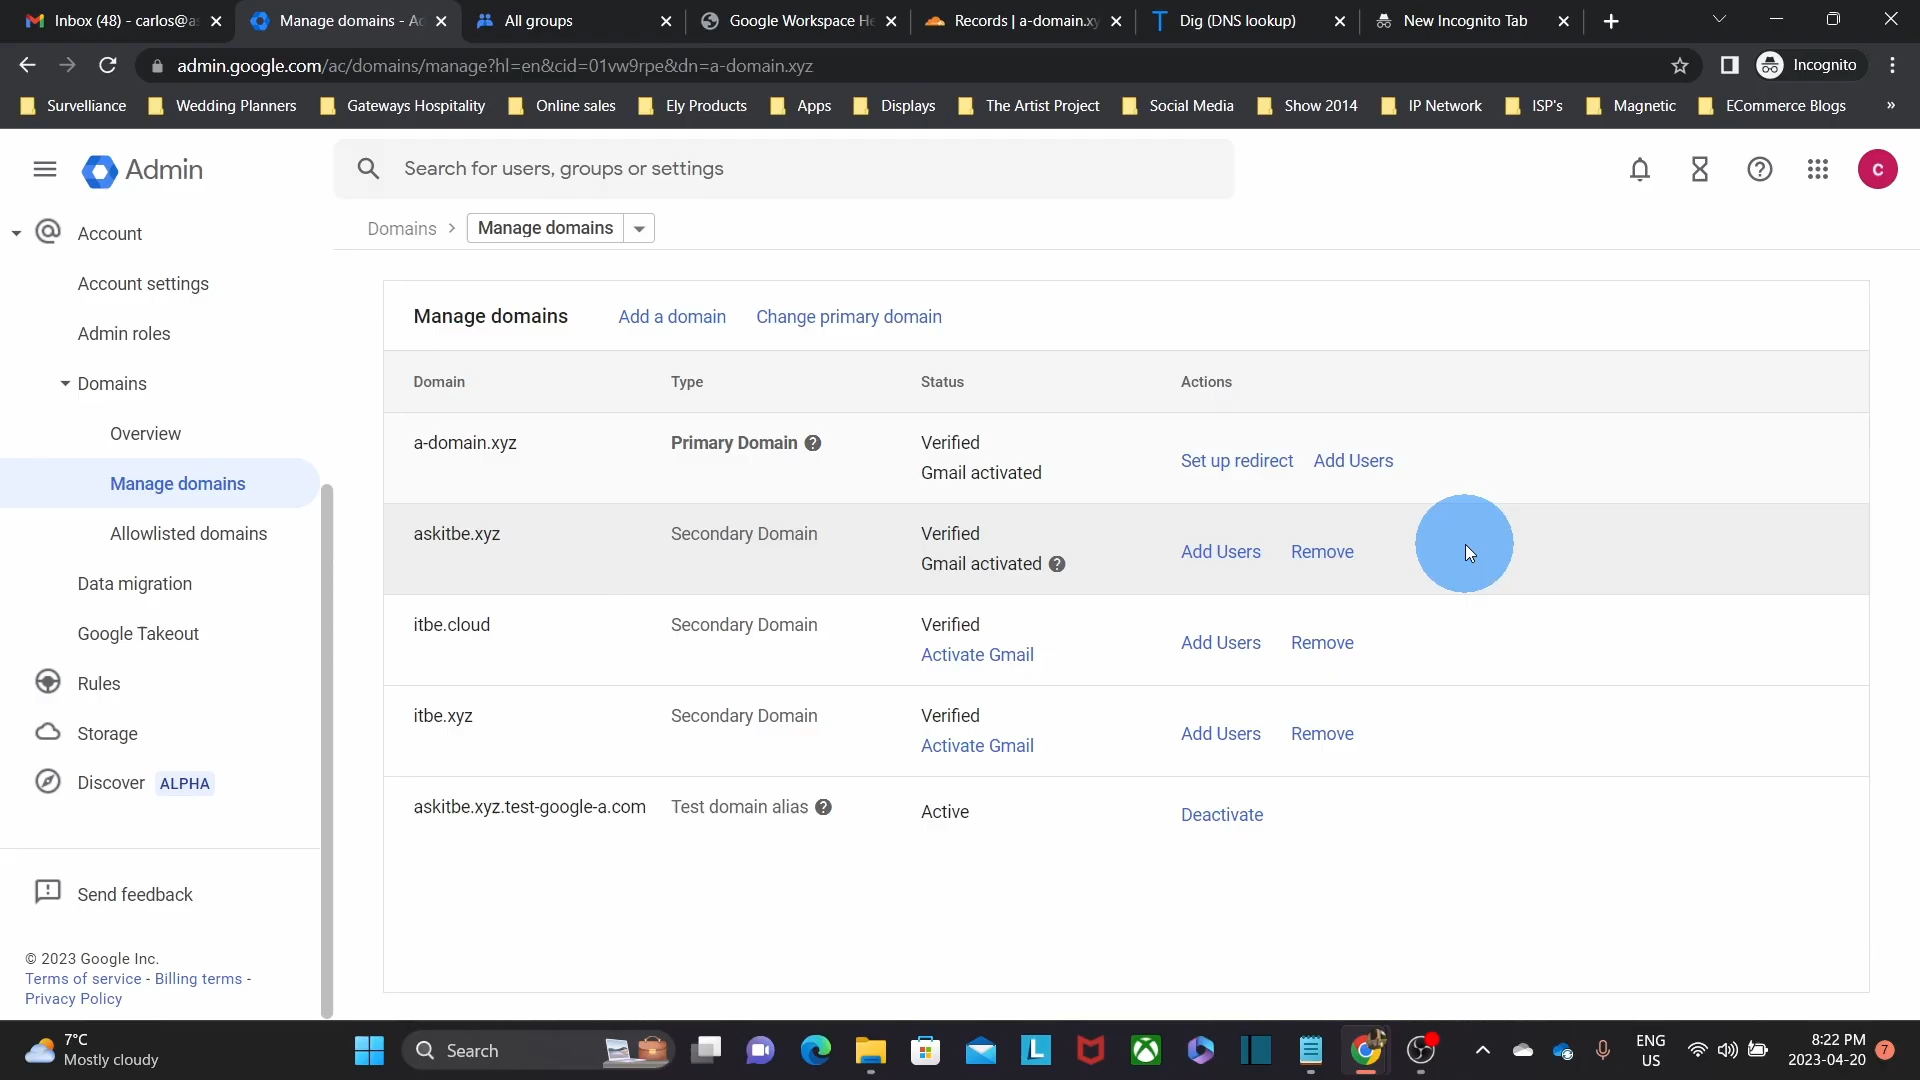 Inbox (48) - carlos@as
Manage domains - Ad
All groups
Google Workspace He
Records | a-domain.xy
Dig (DNS lookup)
New Incognito Tab
admin.google.com/ac/domains/manage?hl=en&cid=01vw9rpe&dn=a-domain.xyz
Incognito
Survelliance
Wedding Planners
Gateways Hospitality
Online sales
Ely Products
Apps
Displays
The Artist Project
Social Media
Show 2014
IP Network
ISP's
Magnetic
ECommerce Blogs
»
Admin
Search for users, groups or settings
C
Account
Account settings
Admin roles
Domains
Overview
Manage domains
Allowlisted domains
Data migration
Google Takeout
Rules
Storage
Discover ALPHA
Send feedback
© 2023 Google Inc.
Terms of service - Billing terms -
Privacy Policy
Domains > Manage domains
Manage domains Add a domain Change primary domain
Domain Type Status Actions
a-domain.xyz Primary Domain Verified
Gmail activated
Set up redirect Add Users
askitbe.xyz Secondary Domain Verified
Gmail activated
Add Users Remove
itbe.cloud Secondary Domain Verified
Activate Gmail
Add Users Remove
itbe.xyz Secondary Domain Verified
Activate Gmail
Add Users Remove
askitbe.xyz.test-google-a.com Test domain alias Active Deactivate
7°C
Mostly cloudy
Search
ENG
US
8:22 PM
2023-04-20
7